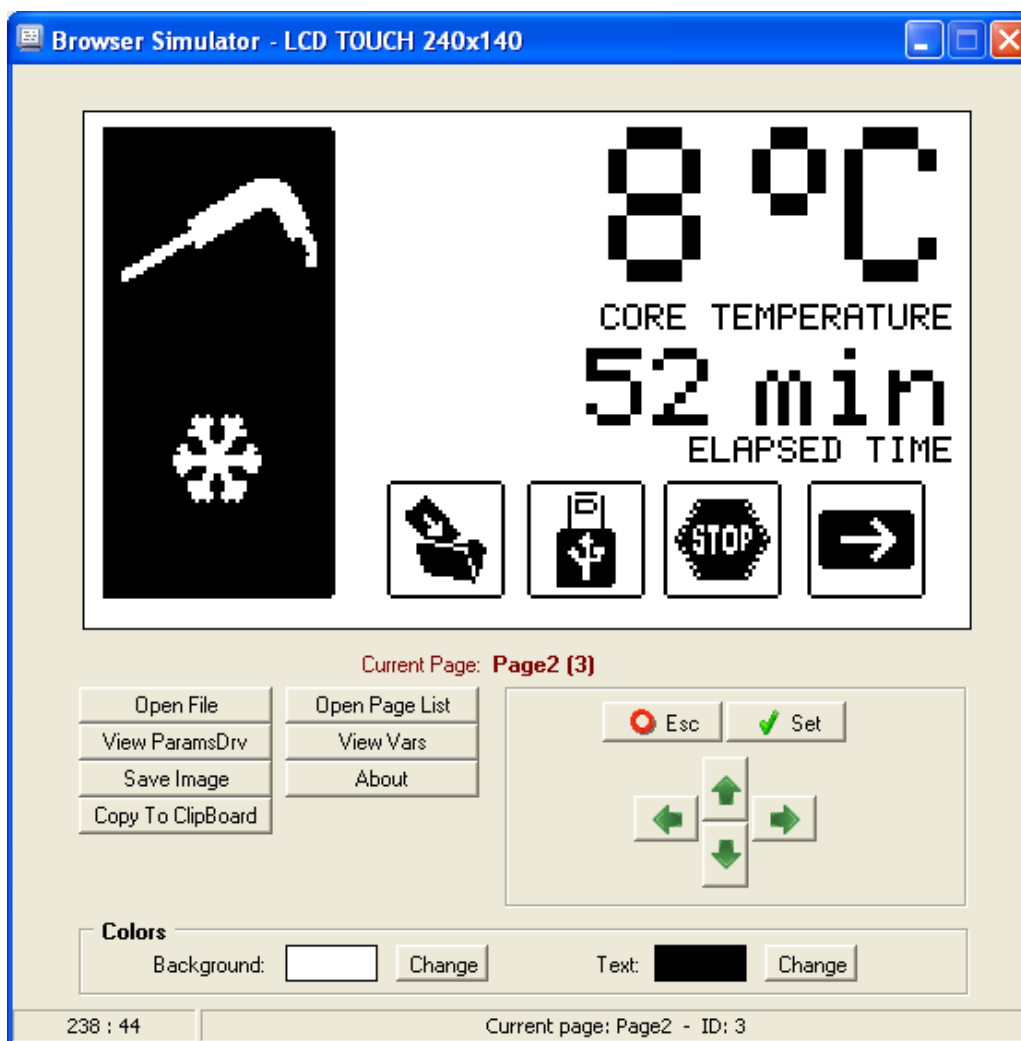 Browser Simulator - LCD TOUCH 240x140
8 °C
CORE TEMPERATURE
52 min
ELAPSED TIME
STOP
Current Page: Page2 (3)
Open File
Open Page List
Esc
Set
View ParamsDrv
View Vars
Save Image
About
Copy To ClipBoard
Colors
Background:
Change
Text:
Change
238 : 44
Current page: Page2 - ID: 3